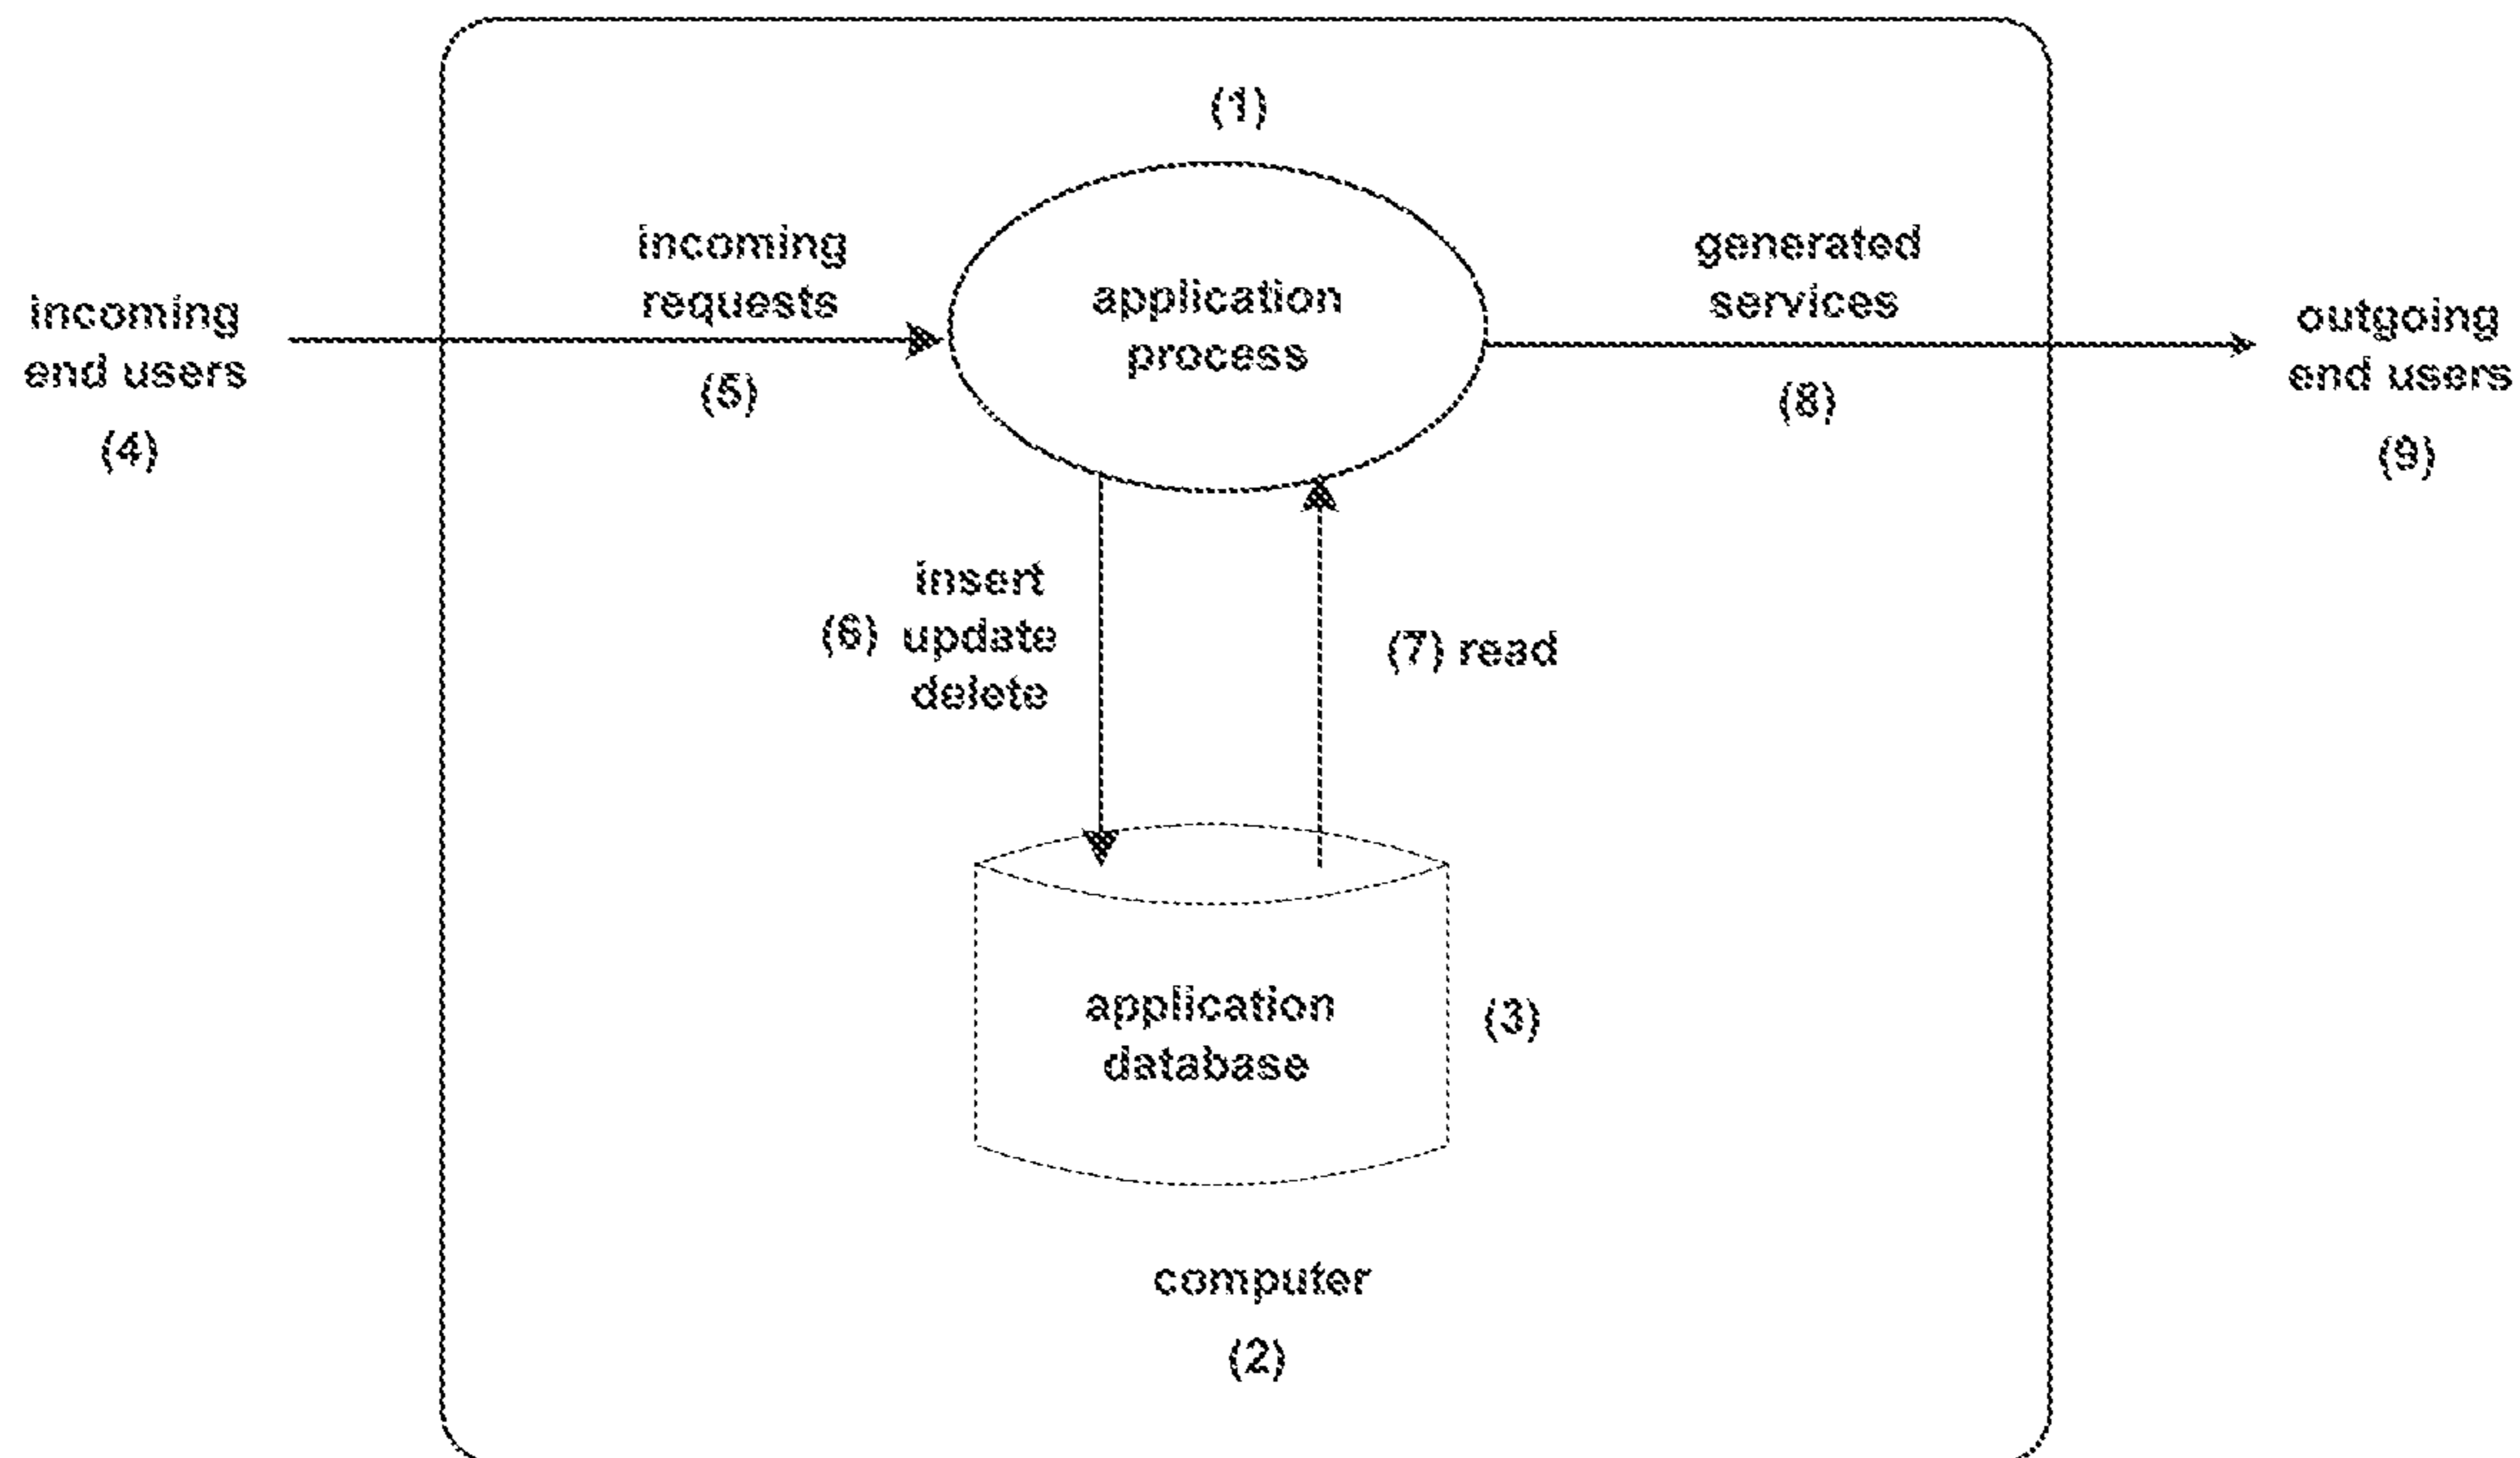 (1)
incoming
requests
(5)
application
process
generated
services
(8)
incoming
end users
(4)
outgoing
end users
(9)
(6)
insert
update
delete
(7) read
application
database
(3)
computer
(2)